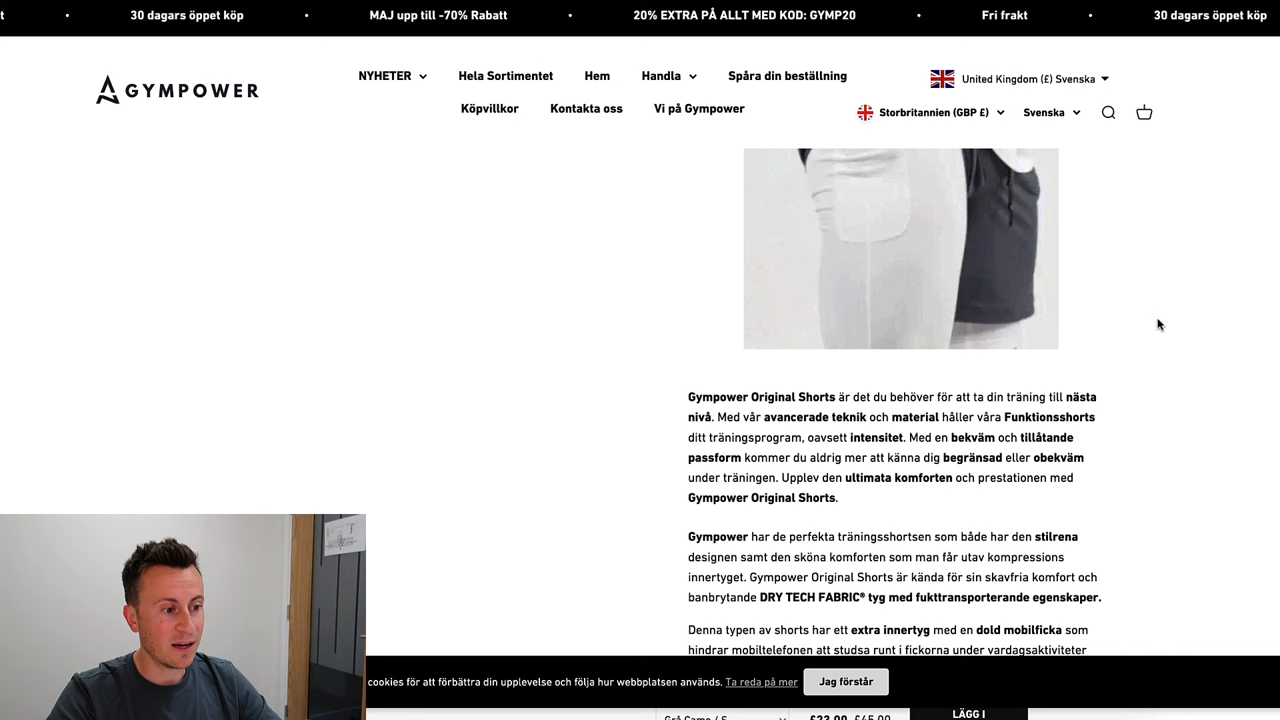 30 dagars öppet köp • MAJ upp till -70% Rabatt • 20% EXTRA PÅ ALLT MED KOD: GYMP20 • Fri frakt • 30 dagars öppet köp
GYMPOWER
NYHETER Hela Sortimentet Hem Handla Spåra din beställning
Köpvillkor Kontakta oss Vi på Gympower
United Kingdom (£) Svenska
Storbritannien (GBP £) Svenska
Gympower Original Shorts är det du behöver för att ta din träning till nästa
nivå. Med vår avancerade teknik och material håller våra Funktionsshorts
ditt träningsprogram, oavsett intensitet. Med en bekväm och tillåtande
passform kommer du aldrig mer att känna dig begränsad eller obekväm
under träningen. Upplev den ultimata komforten och prestationen med
Gympower Original Shorts.
Gympower har de perfekta träningsshortsen som både har den stilrena
designen samt den sköna komforten som man får utav kompressions
innertyget. Gympower Original Shorts är kända för sin skavfria komfort och
banbrytande DRY TECH FABRIC® tyg med fukttransporterande egenskaper.
Denna typen av shorts har ett extra innertyg med en dold mobilficka som
hindrar mobiltelefonen att studsa runt i fickorna under vardagsaktiviteter
cookies för att förbättra din upplevelse och följa hur webbplatsen används. Ta reda på mer Jag förstår
Grå Camo / S £23.00 £45.00 LÄGG I